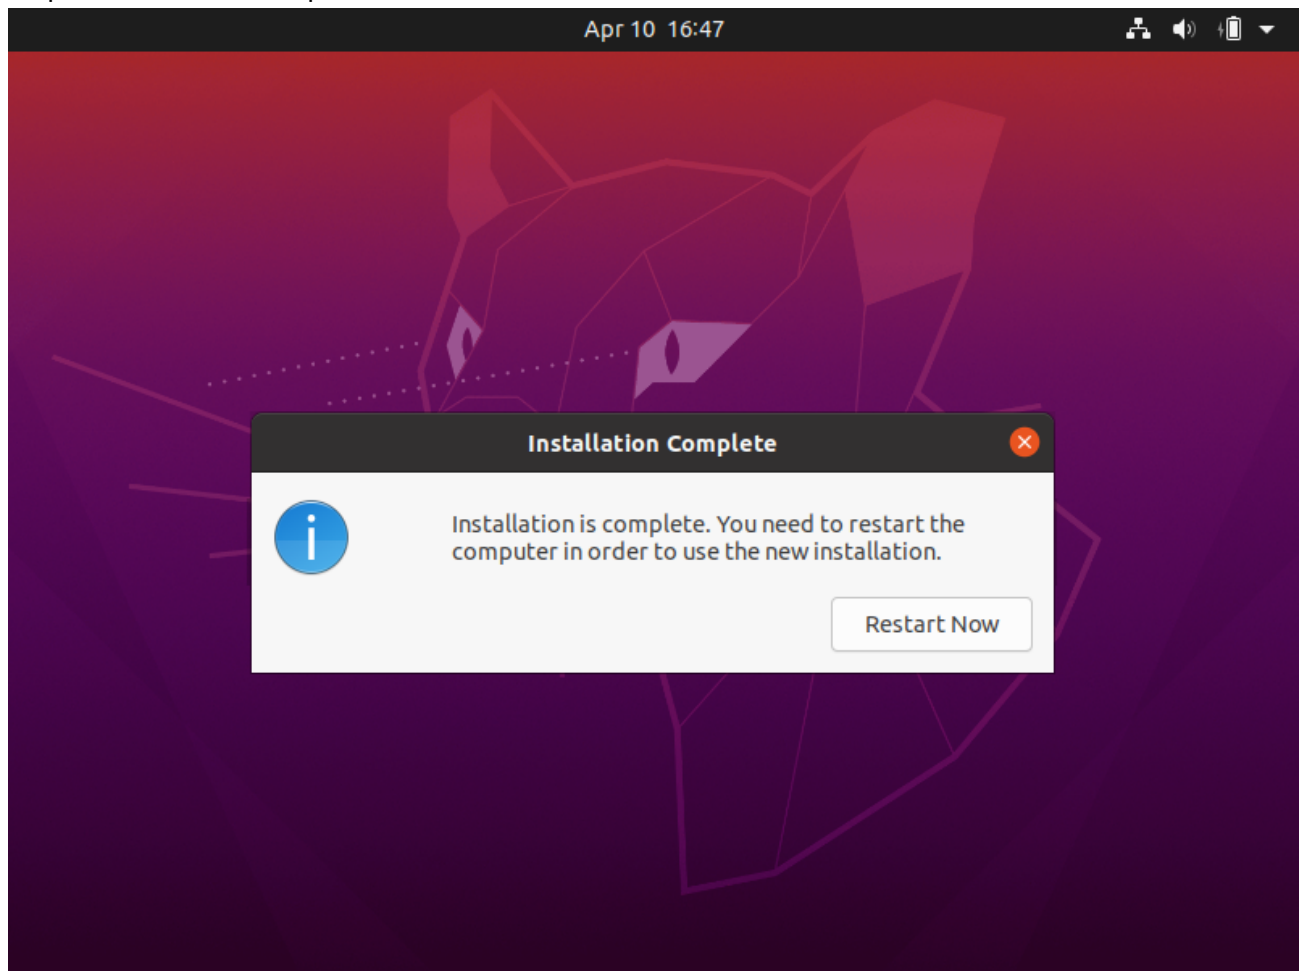 Apr 10 16:47
Installation Complete
Installation is complete. You need to restart the
computer in order to use the new installation.
Restart Now